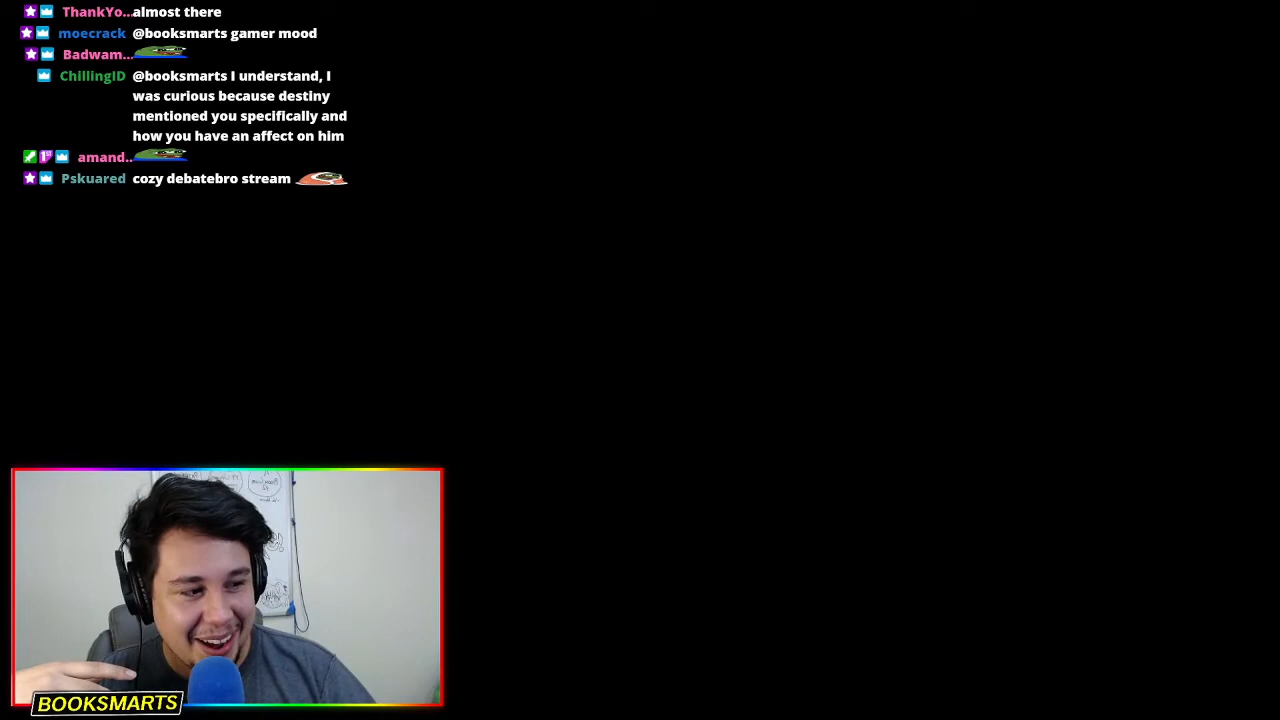 ThankYo... almost there
moecrack @booksmarts gamer mood
Badwam...
ChillingID @booksmarts I understand, I
was curious because destiny
mentioned you specifically and
how you have an affect on him
amand..
Pskuared cozy debatebro stream
BOOKSMARTS